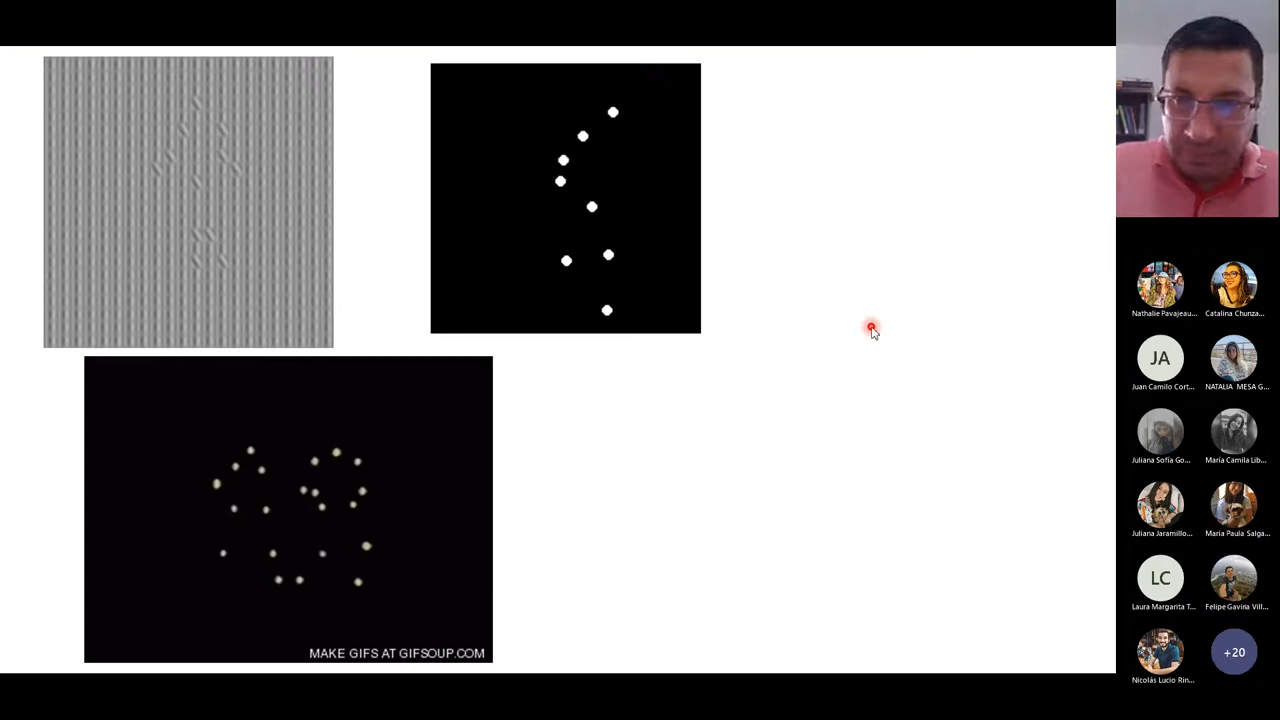 MAKE GIFS AT GIFSOUP.COM
Nathalie Pavajeau...
Catalina Chunza...
JA
Juan Camilo Cort...
NATALIA MESA G...
Juliana Sofía Go...
María Camila Lib...
Juliana Jaramillo...
Maria Paula Salga...
LC
Laura Margarita T...
Felipe Gaviria Vill...
Nicolás Lucio Rin...
+20